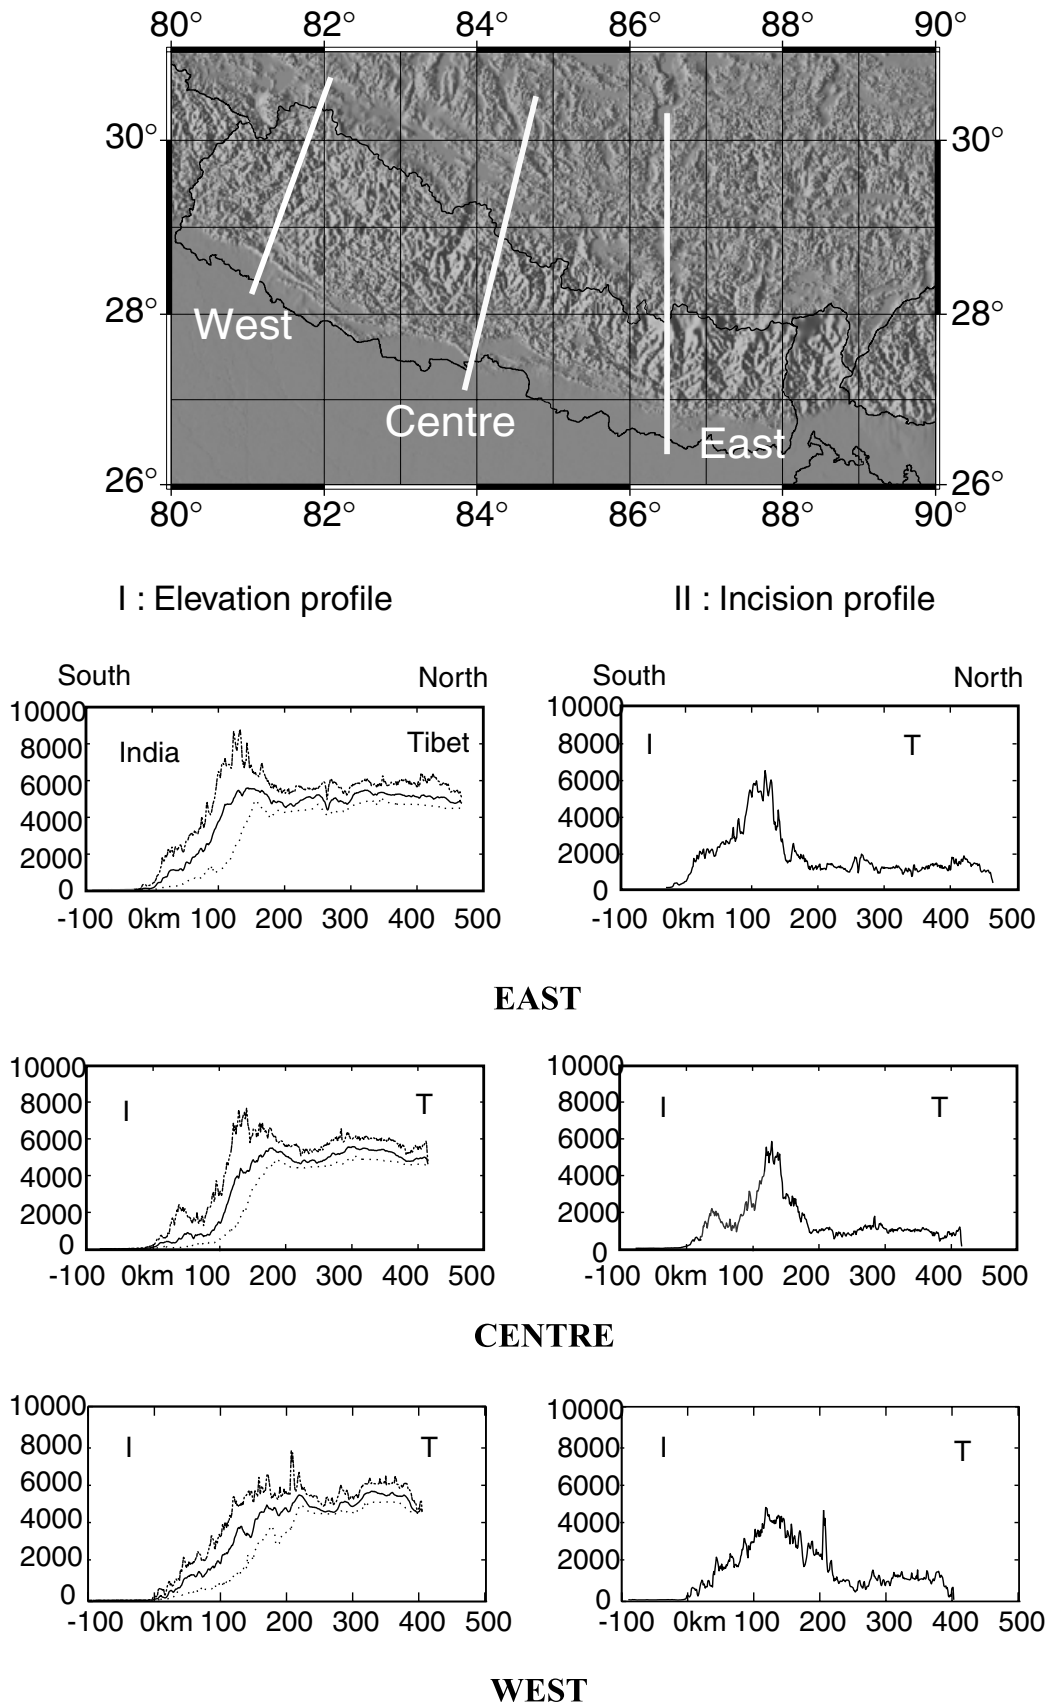 80° 82° 84° 86° 88° 90°
30° 30°
28° 28°
West
Centre
East
26° 26°
80° 82° 84° 86° 88° 90°
I : Elevation profile II : Incision profile
South North South North
10000 10000
8000 India Tibet 8000 I T
6000 6000
4000 4000
2000 2000
0 0
-100 0km 100 200 300 400 500 -100 0km 100 200 300 400 500
EAST
10000 10000
8000 I T 8000 I T
6000 6000
4000 4000
2000 2000
0 0
-100 0km 100 200 300 400 500 -100 0km 100 200 300 400 500
CENTRE
10000 10000
8000 I T 8000 I T
6000 6000
4000 4000
2000 2000
0 0
-100 0km 100 200 300 400 500 -100 0km 100 200 300 400 500
WEST